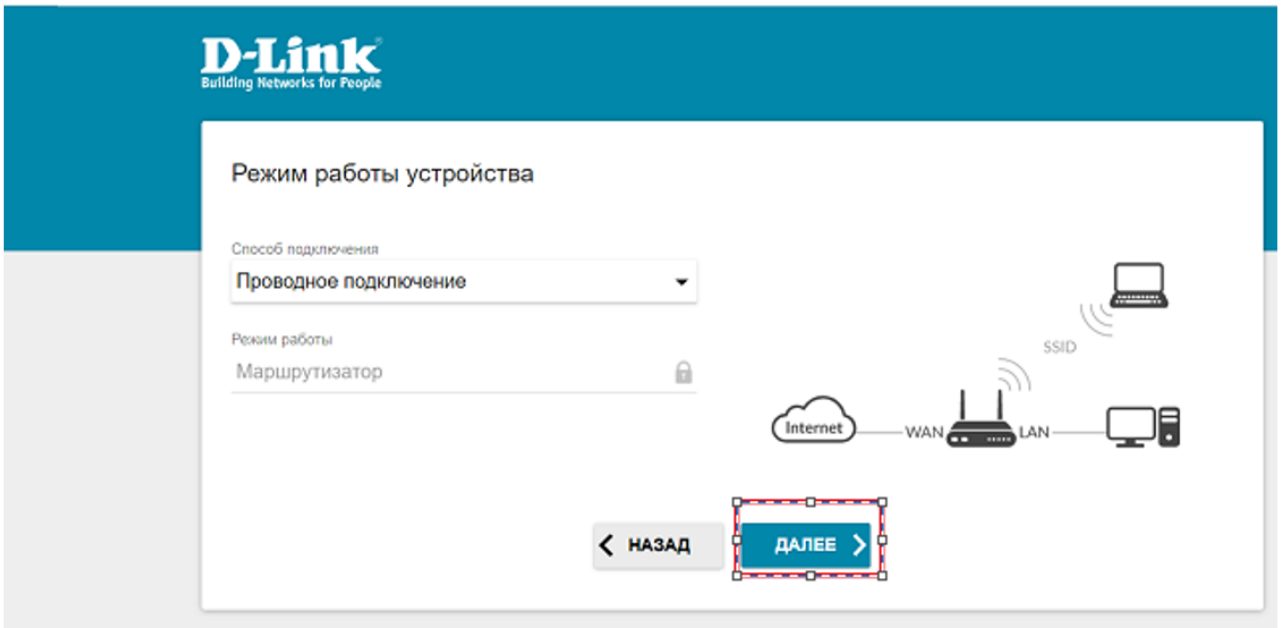 D-Link
Building Networks for People
Режим работы устройства
Способ подключения
Проводное подключение
Режим работы
Маршрутизатор
SSID
Internet
WAN
LAN
НАЗАД
ДАЛЕЕ